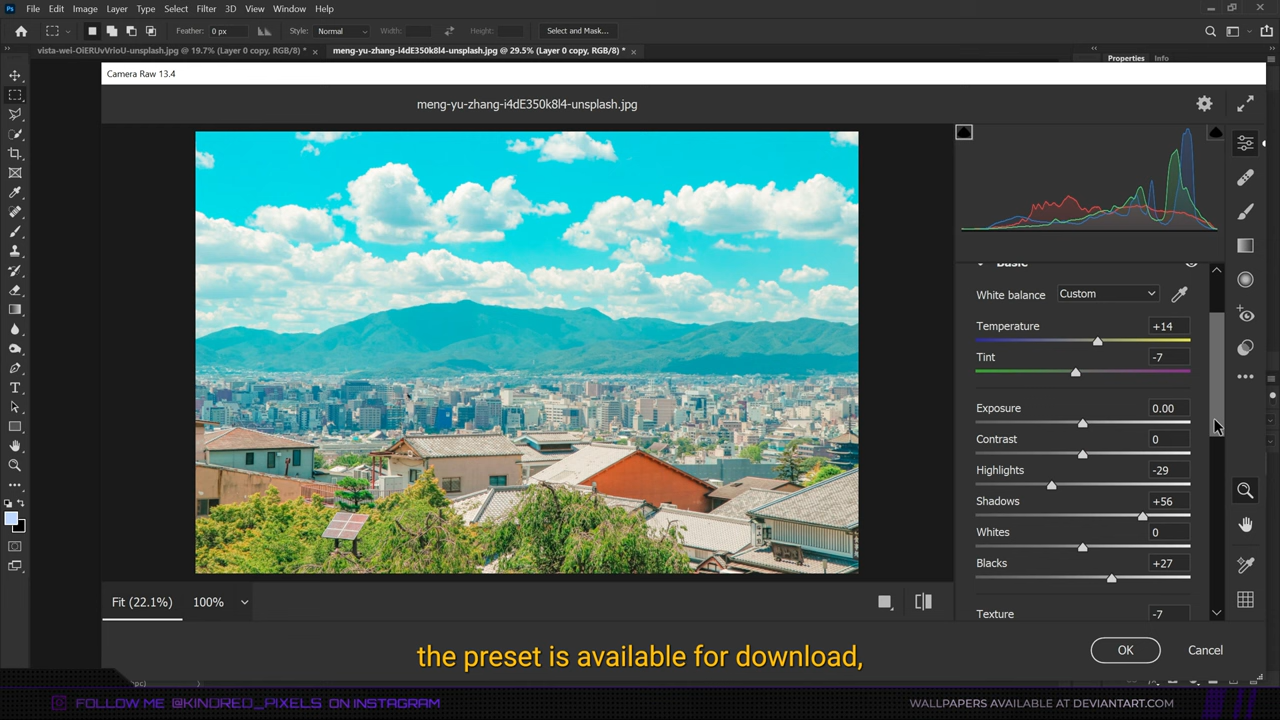 File Edit Image Layer Type Select Filter 3D View Window Help
Feather: 0 px Style: Normal Width: Height: Select and Mask...
vista-wei-OiERUvVrioU-unsplash.jpg @ 19.7% (Layer 0 copy, RGB/8) * × meng-yu-zhang-i4dE350k8l4-unsplash.jpg @ 29.5% (Layer 0 copy, RGB/8) * ×
Properties Info
Camera Raw 13.4
meng-yu-zhang-i4dE350k8l4-unsplash.jpg
Basic
White balance Custom
Temperature +14
Tint -7
Exposure 0.00
Contrast 0
Highlights -29
Shadows +56
Whites 0
Blacks +27
Texture -7
Fit (22.1%) 100%
OK Cancel
the preset is available for download,
FOLLOW ME @KINDRED_PIXELS ON INSTAGRAM
WALLPAPERS AVAILABLE AT DEVIANTART.COM